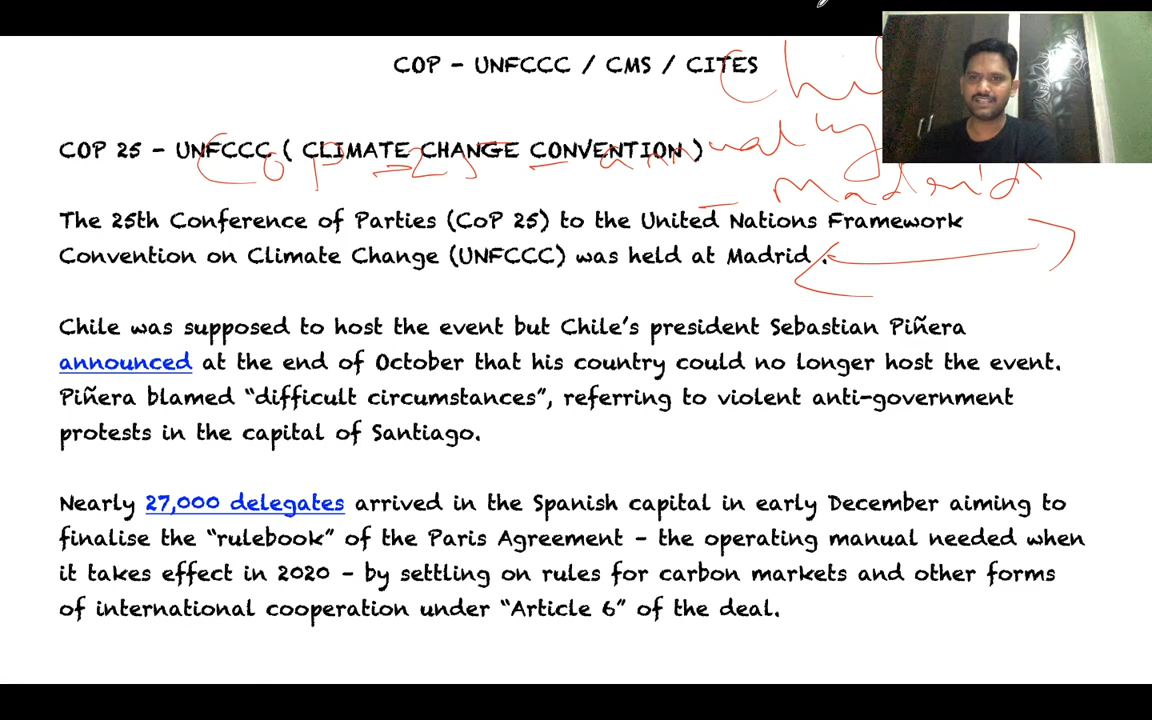 COP - UNFCCC / CMS / CITES
Chil
COP 25 - UNFCCC ( CLIMATE CHANGE CONVENTION )
COP 25 - annually
- Madrid
The 25th Conference of Parties (CoP 25) to the United Nations Framework
Convention on Climate Change (UNFCCC) was held at Madrid .
Chile was supposed to host the event but Chile's president Sebastian Piñera
announced at the end of October that his country could no longer host the event.
Piñera blamed “difficult circumstances”, referring to violent anti-government
protests in the capital of Santiago.
Nearly 27,000 delegates arrived in the Spanish capital in early December aiming to
finalise the “rulebook” of the Paris Agreement - the operating manual needed when
it takes effect in 2020 - by settling on rules for carbon markets and other forms
of international cooperation under “Article 6” of the deal.